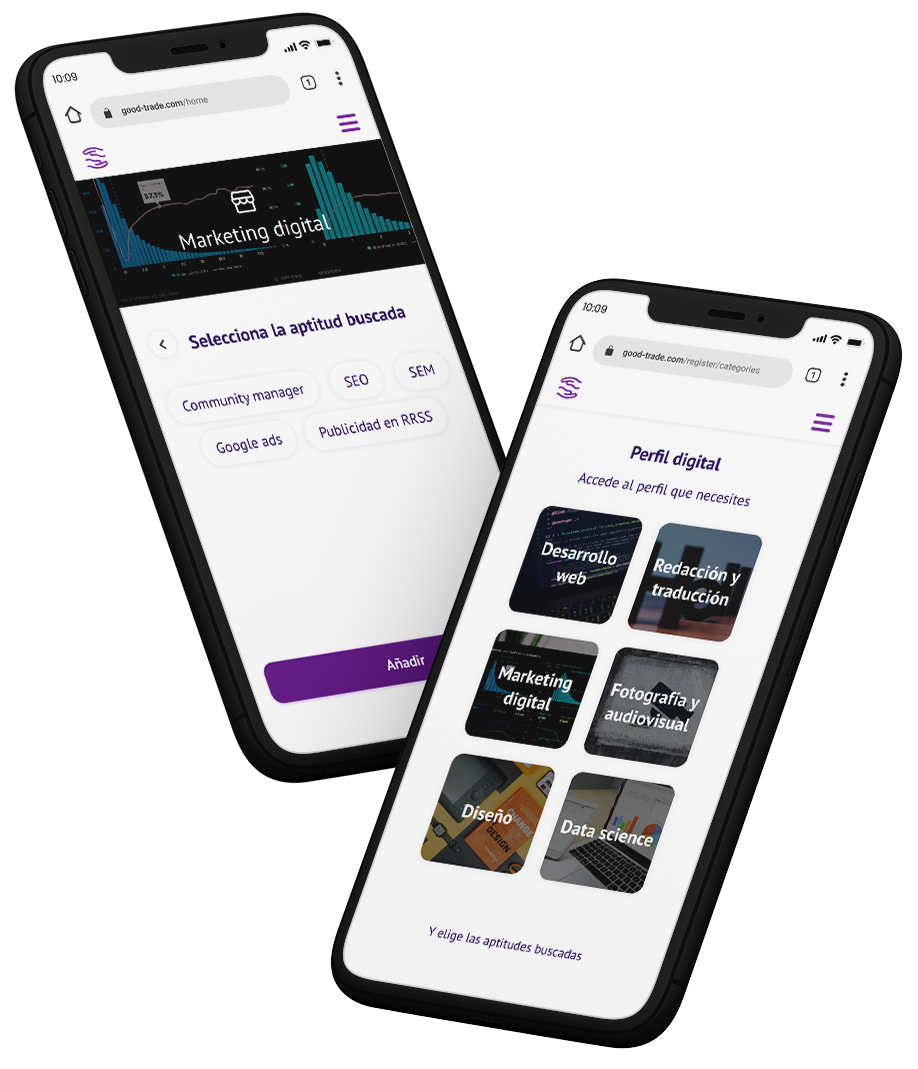 10:09
good-trade.com/home
1
57.1%
Marketing digital
Selecciona la aptitud buscada
Community manager
SEO
SEM
Google ads
Publicidad en RRSS
Añadir
10:09
good-trade.com/register/categories
1
Perfil digital
Accede al perfil que necesites
Desarrollo
web
Redacción y
traducción
Marketing
digital
Fotografía y
audiovisual
Diseño
CHANGE
DESIGN
Data science
Y elige las aptitudes buscadas